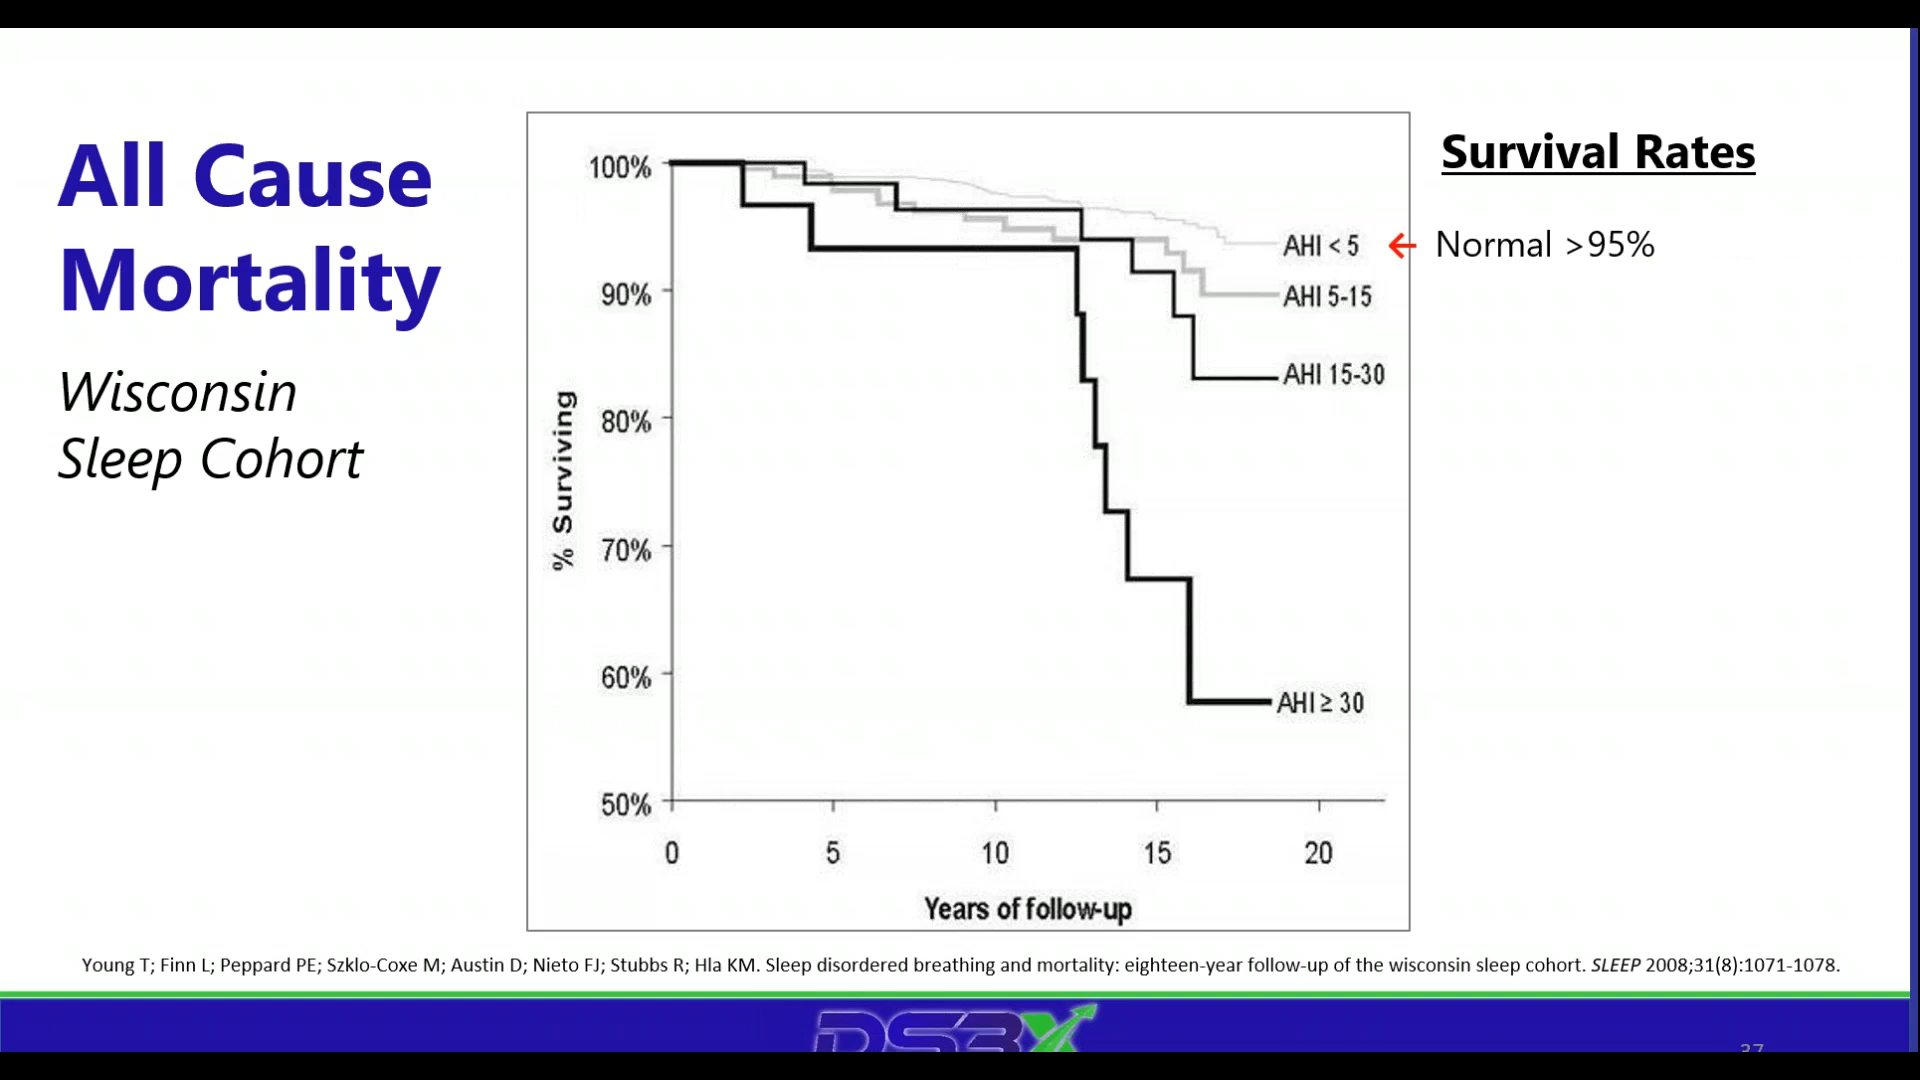 All Cause
Mortality
Wisconsin
Sleep Cohort
100%
90%
80%
70%
60%
50%
% Surviving
0 5 10 15 20
Years of follow-up
AHI < 5
AHI 5-15
AHI 15-30
AHI ≥ 30
Survival Rates
← Normal >95%
Young T; Finn L; Peppard PE; Szklo-Coxe M; Austin D; Nieto FJ; Stubbs R; Hla KM. Sleep disordered breathing and mortality: eighteen-year follow-up of the wisconsin sleep cohort. SLEEP 2008;31(8):1071-1078.
DS3X
37